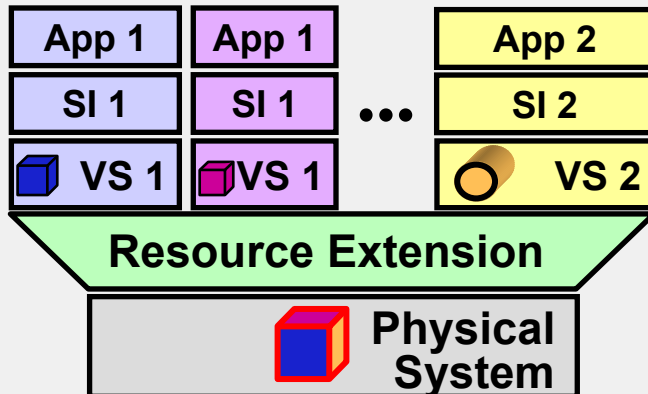 App 1 App 1 App 2
SI 1 SI 1 ... SI 2
VS 1 VS 1 VS 2
Resource Extension
Physical
System